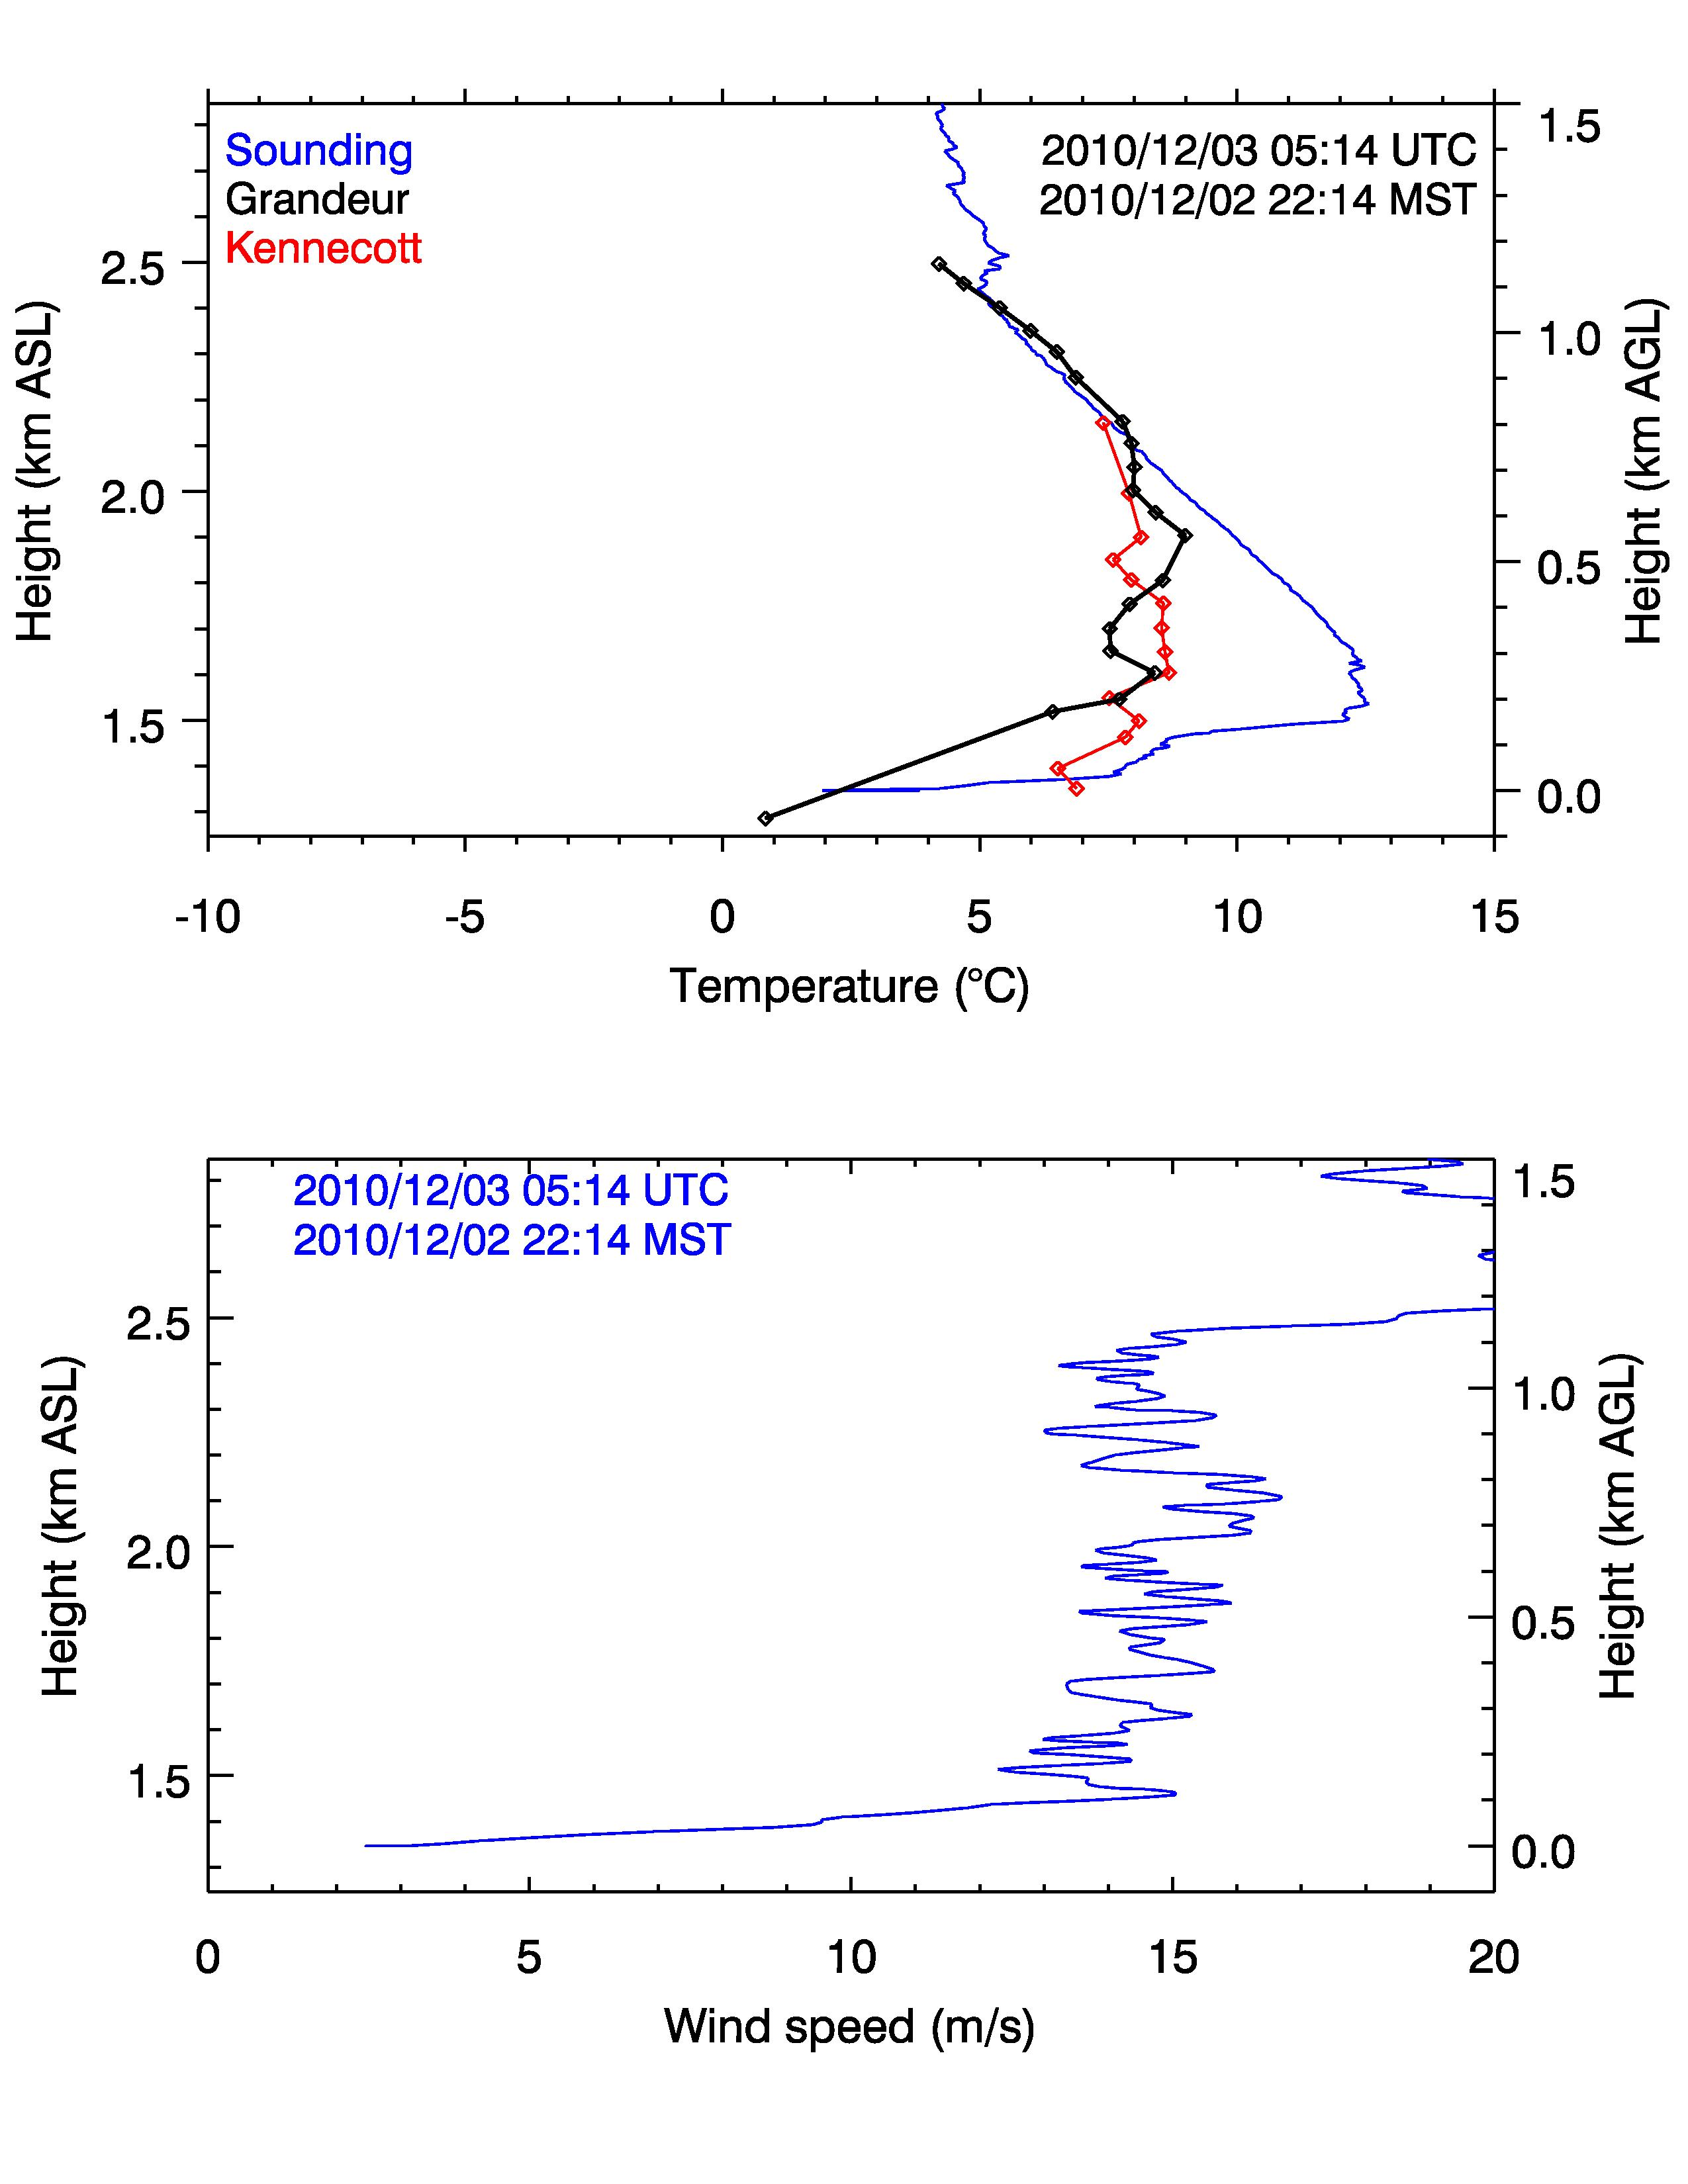 Sounding
Grandeur
Kennecott
2010/12/03 05:14 UTC
2010/12/02 22:14 MST
Height (km ASL)
2.5
2.0
1.5
1.5
1.0
0.5
0.0
Height (km AGL)
-10 -5 0 5 10 15
Temperature (°C)
2010/12/03 05:14 UTC
2010/12/02 22:14 MST
Height (km ASL)
2.5
2.0
1.5
1.5
1.0
0.5
0.0
Height (km AGL)
0 5 10 15 20
Wind speed (m/s)